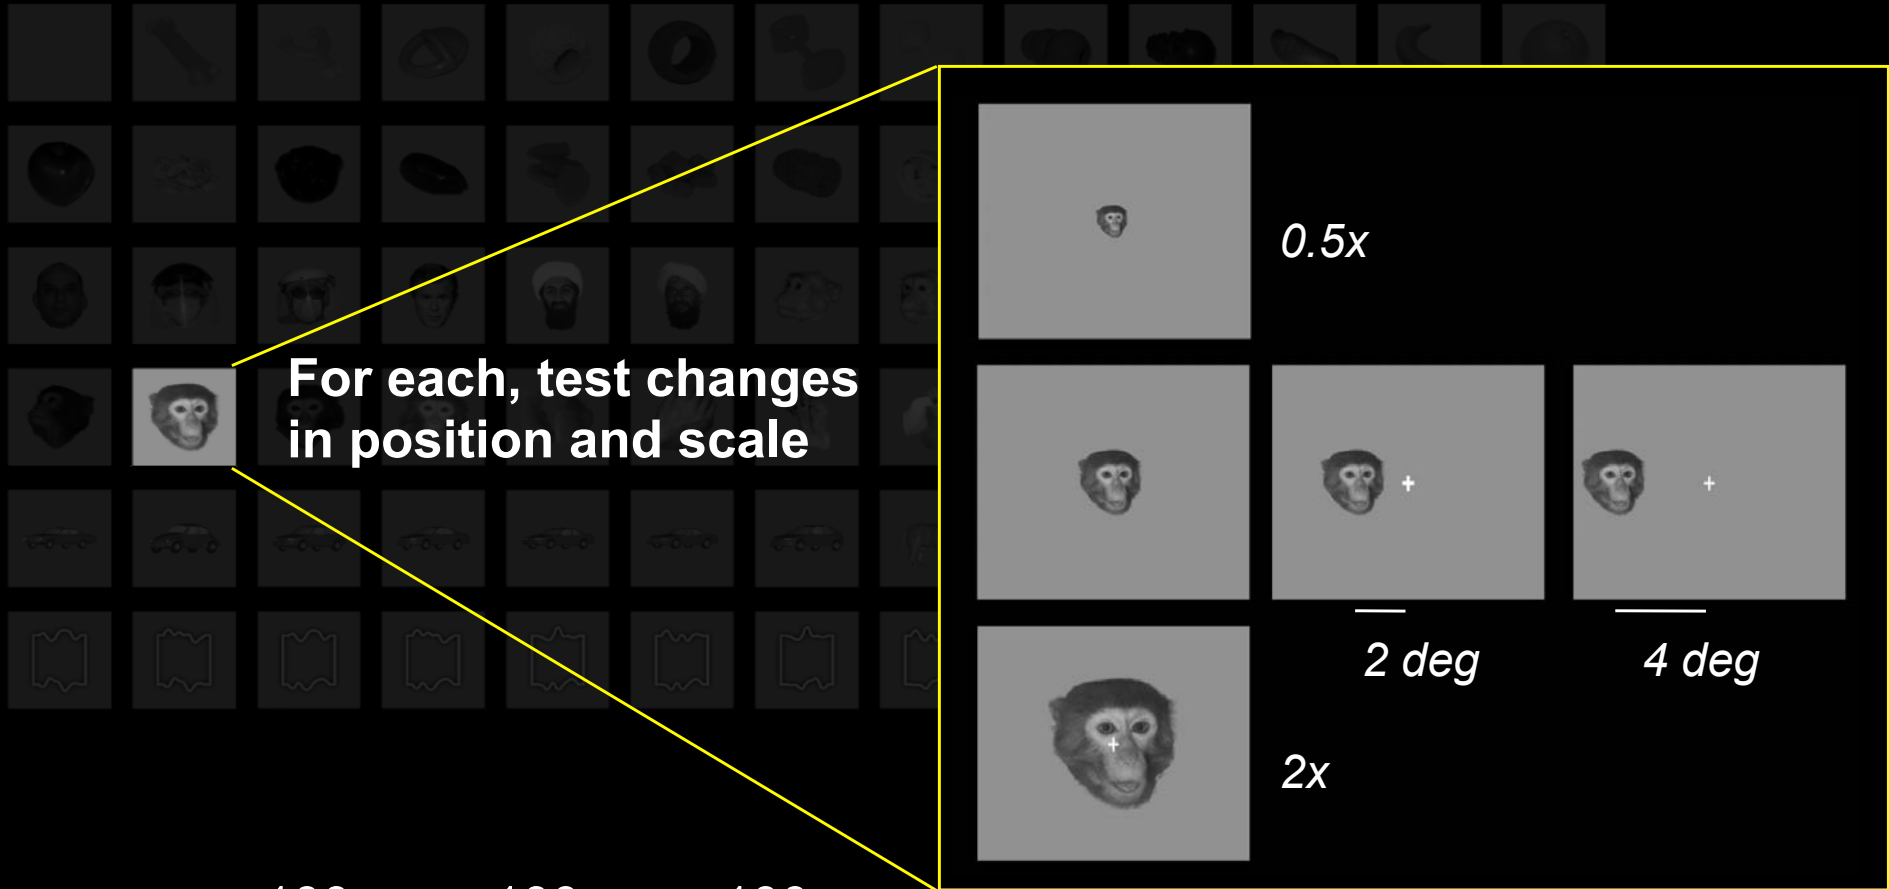 For each, test changes
in position and scale
0.5x
2 deg
4 deg
2x